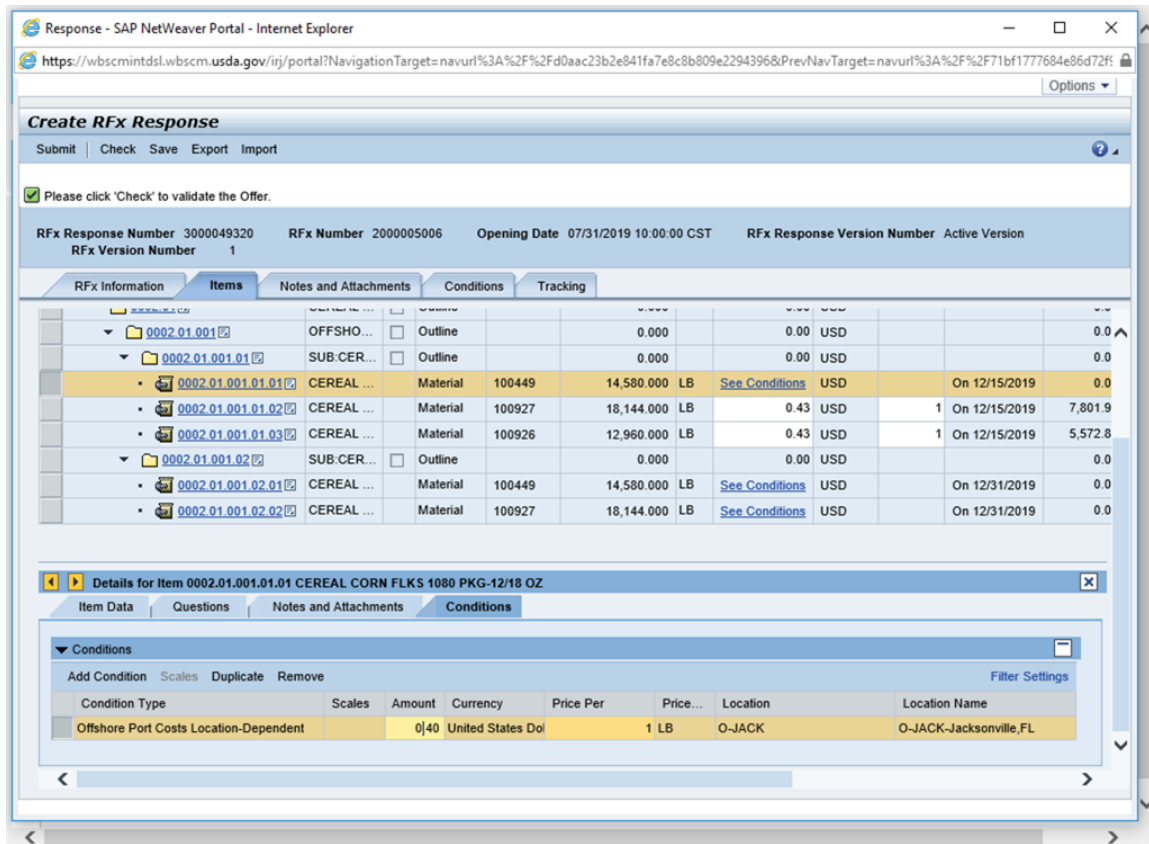 Response - SAP NetWeaver Portal - Internet Explorer
https://wbscmintdsl.wbscm.usda.gov/irj/portal?NavigationTarget=navurl%3A%2F%2Fd0aac23b2e841fa7e8c8b809e2294396&PrevNavTarget=navurl%3A%2F%2F71bf1777684e86d72f9
Options
Create RFx Response
Submit | Check Save Export Import
Please click 'Check' to validate the Offer.
RFx Response Number 3000049320 RFx Number 2000005006 Opening Date 07/31/2019 10:00:00 CST RFx Response Version Number Active Version
RFx Version Number 1
RFx Information Items Notes and Attachments Conditions Tracking
0002.01.001 OFFSHO... Outline 0.000 0.00 USD 0.0
0002.01.001.01 SUB:CER... Outline 0.000 0.00 USD 0.0
0002.01.001.01.01 CEREAL ... Material 100449 14,580.000 LB See Conditions USD On 12/15/2019 0.0
0002.01.001.01.02 CEREAL ... Material 100927 18,144.000 LB 0.43 USD 1 On 12/15/2019 7,801.9
0002.01.001.01.03 CEREAL ... Material 100926 12,960.000 LB 0.43 USD 1 On 12/15/2019 5,572.8
0002.01.001.02 SUB:CER... Outline 0.000 0.00 USD 0.0
0002.01.001.02.01 CEREAL ... Material 100449 14,580.000 LB See Conditions USD On 12/31/2019 0.0
0002.01.001.02.02 CEREAL ... Material 100927 18,144.000 LB See Conditions USD On 12/31/2019 0.0
Details for Item 0002.01.001.01.01 CEREAL CORN FLKS 1080 PKG-12/18 OZ
Item Data Questions Notes and Attachments Conditions
Conditions
Add Condition Scales Duplicate Remove Filter Settings
Condition Type Scales Amount Currency Price Per Price... Location Location Name
Offshore Port Costs Location-Dependent 0.40 United States Dol 1 LB O-JACK O-JACK-Jacksonville,FL